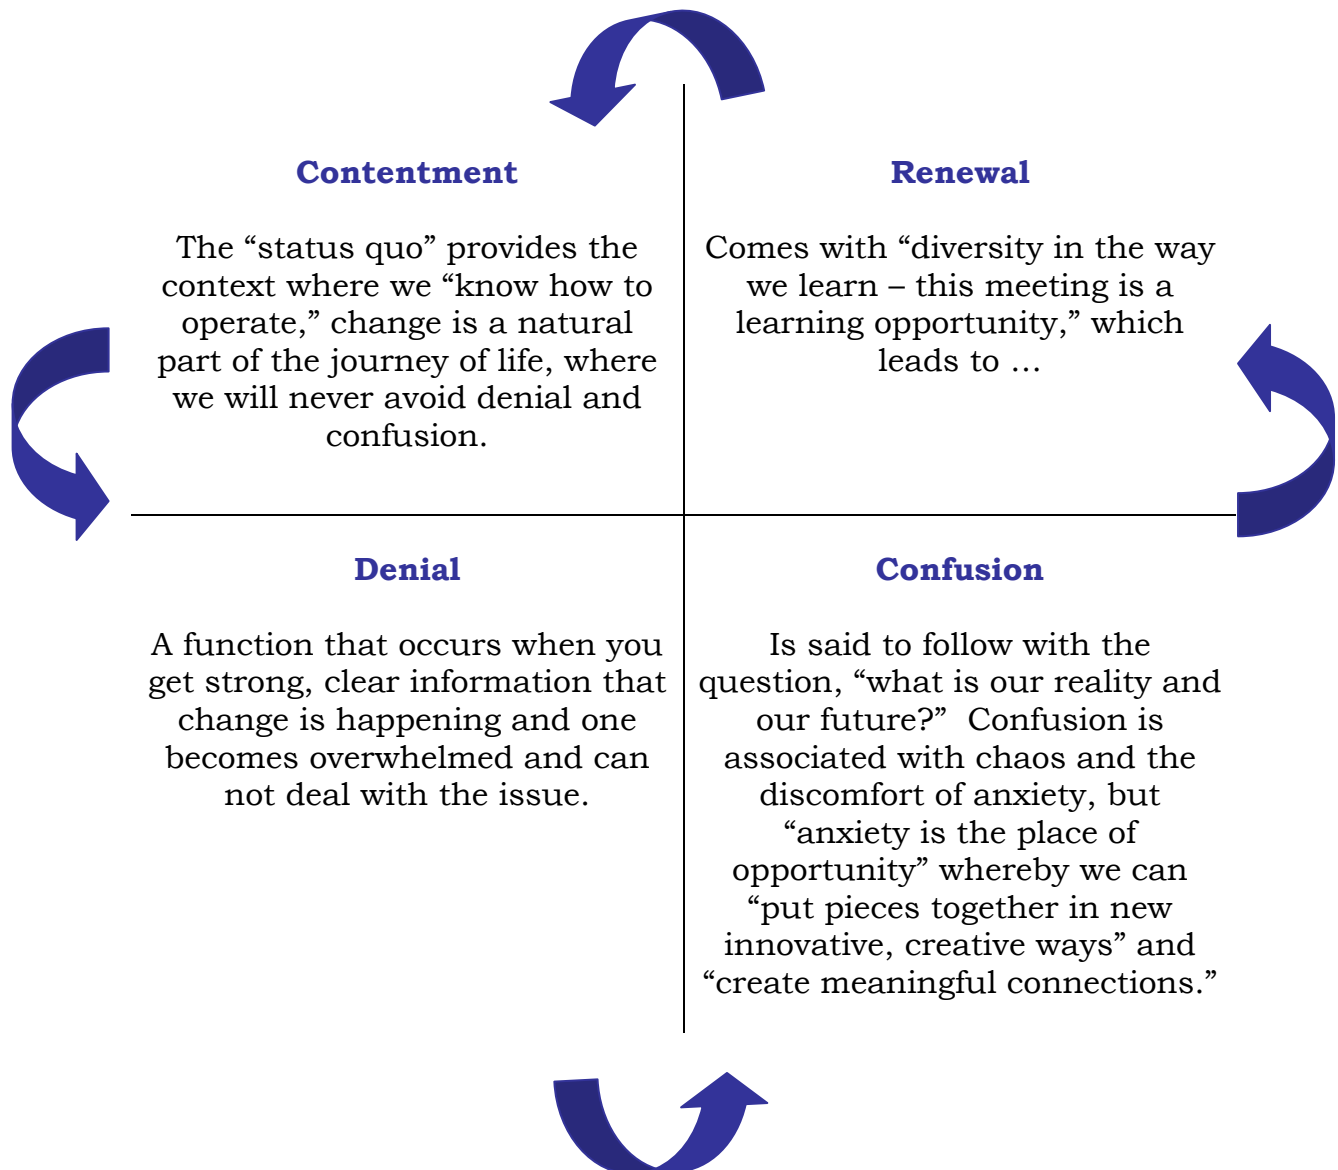 Contentment
The “status quo” provides the
context where we “know how to
operate,” change is a natural
part of the journey of life, where
we will never avoid denial and
confusion.
Renewal
Comes with “diversity in the way
we learn – this meeting is a
learning opportunity,” which
leads to …
Denial
A function that occurs when you
get strong, clear information that
change is happening and one
becomes overwhelmed and can
not deal with the issue.
Confusion
Is said to follow with the
question, “what is our reality and
our future?”  Confusion is
associated with chaos and the
discomfort of anxiety, but
“anxiety is the place of
opportunity” whereby we can
“put pieces together in new
innovative, creative ways” and
“create meaningful connections.”